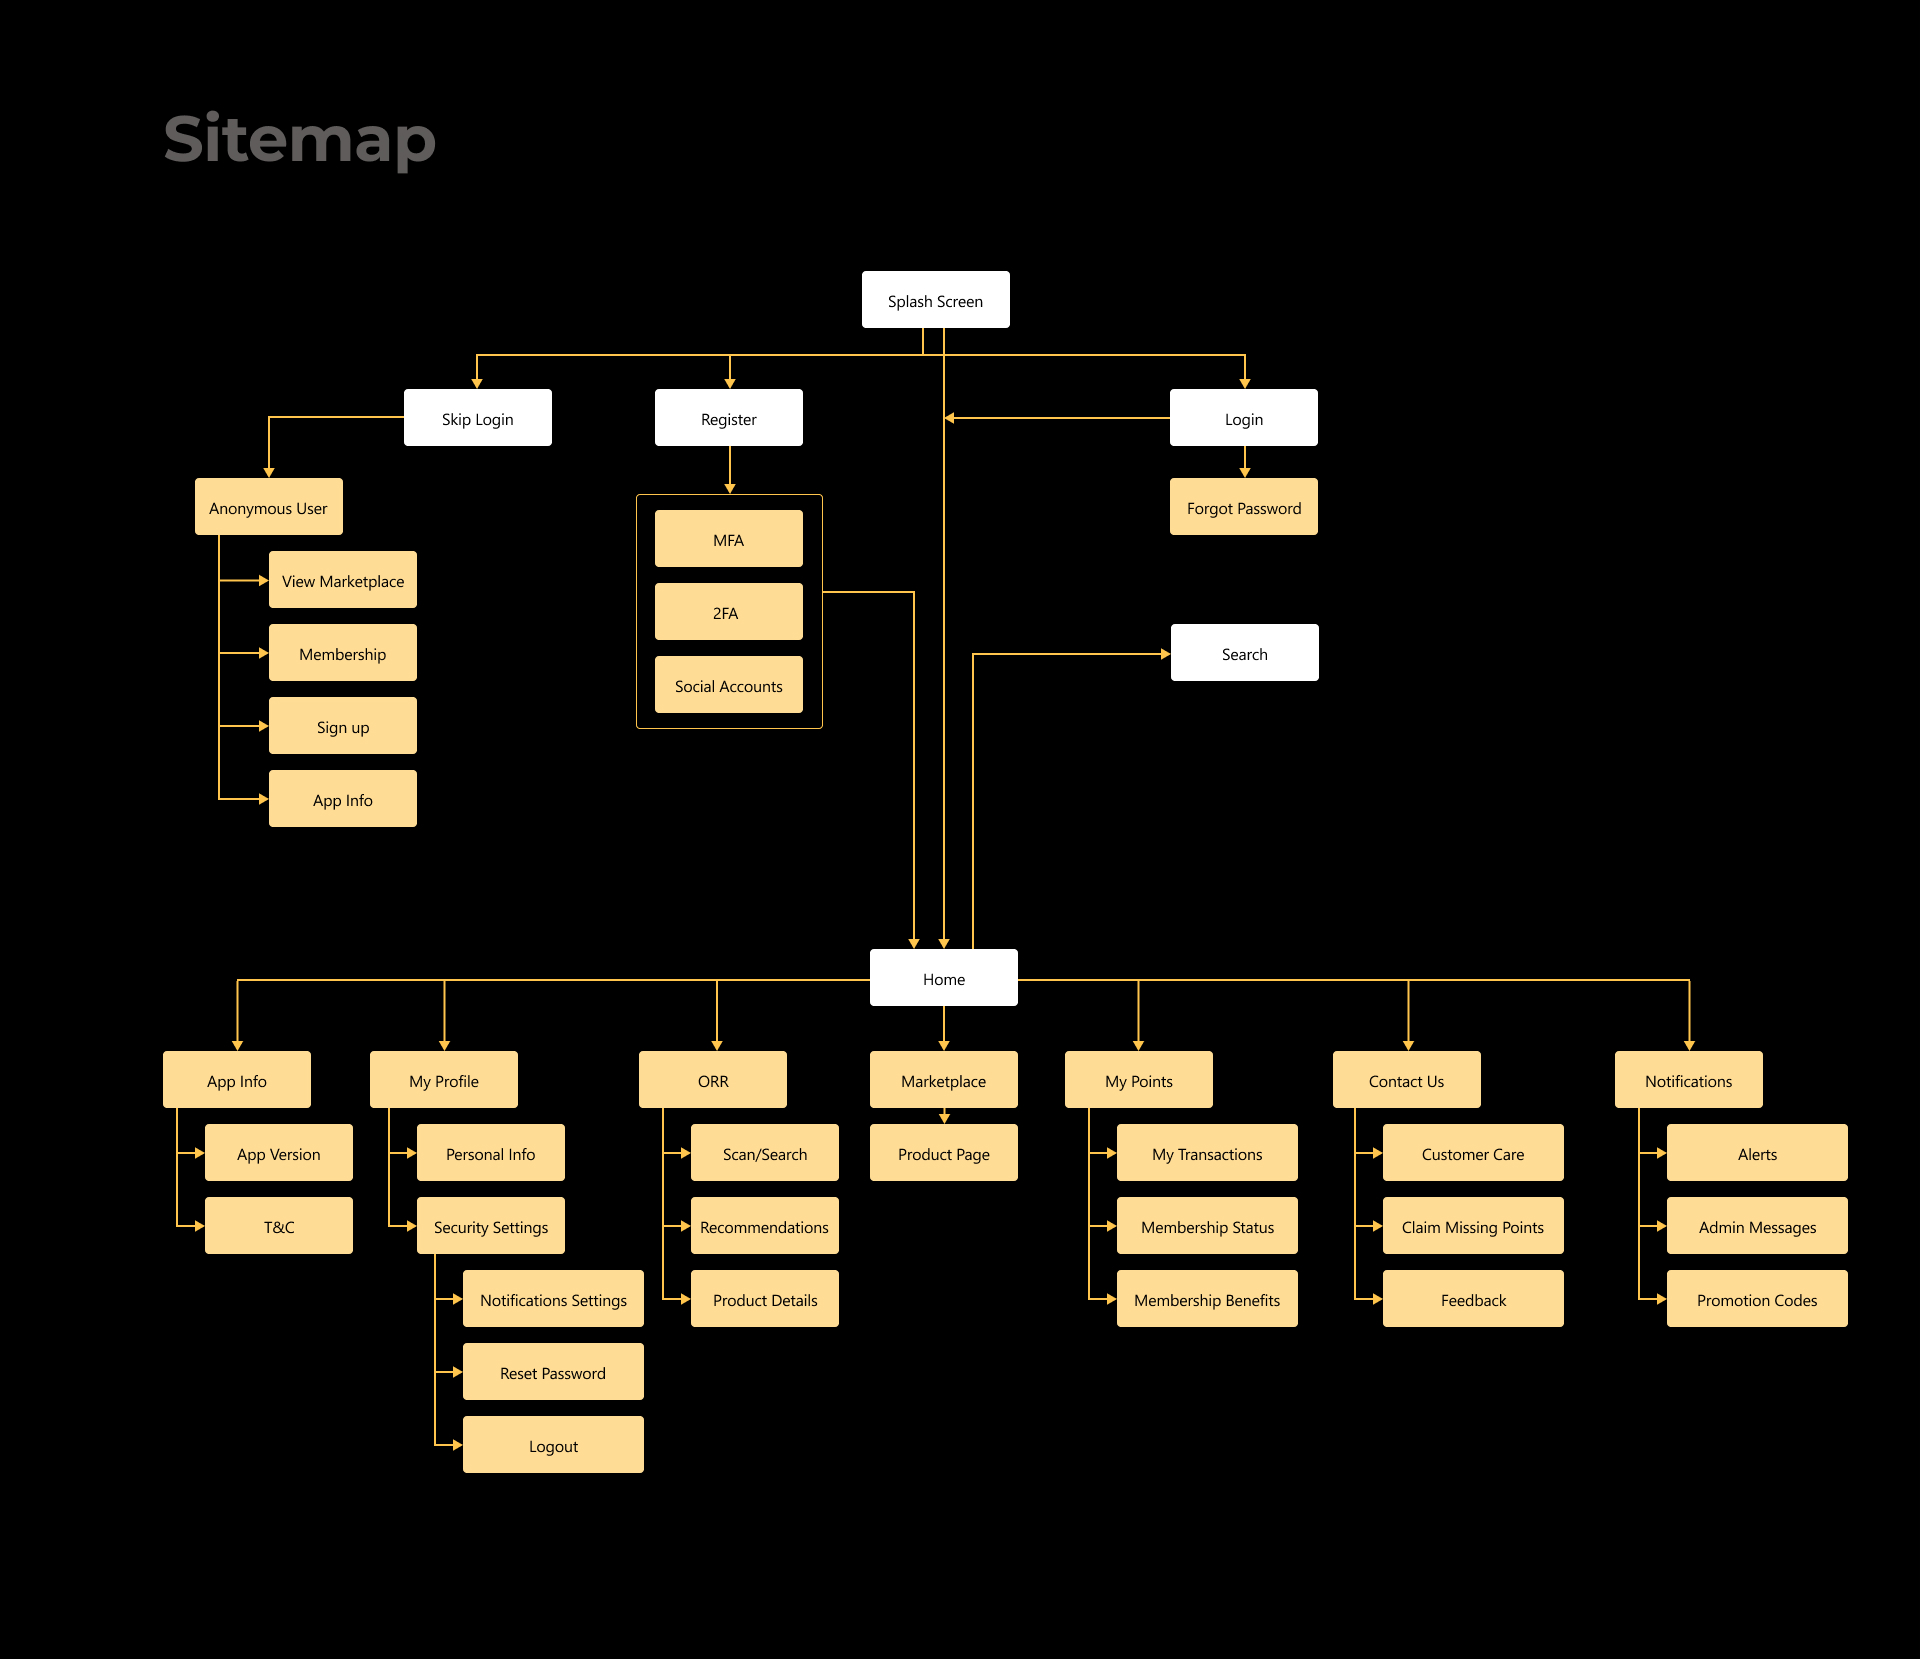 Sitemap
Splash Screen
Skip Login
Register
Login
Anonymous User
Forgot Password
MFA
View Marketplace
2FA
Membership
Search
Social Accounts
Sign up
App Info
Home
App Info
My Profile
ORR
Marketplace
My Points
Contact Us
Notifications
App Version
Personal Info
Scan/Search
Product Page
My Transactions
Customer Care
Alerts
T&C
Security Settings
Recommendations
Membership Status
Claim Missing Points
Admin Messages
Notifications Settings
Product Details
Membership Benefits
Feedback
Promotion Codes
Reset Password
Logout